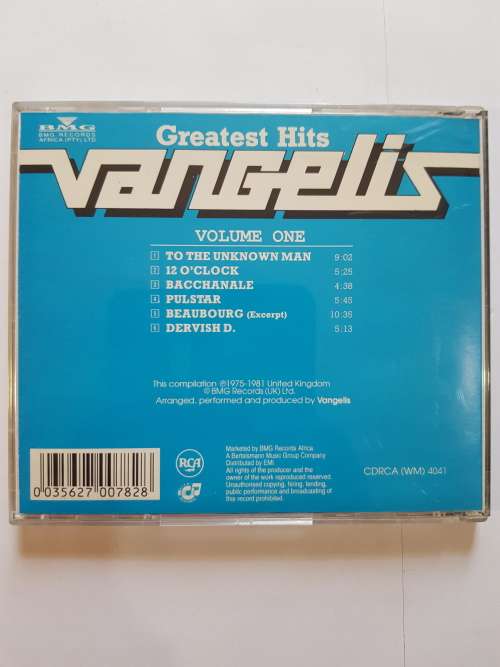 BMG
BMG RECORDS
AFRICA (PTY) LTD
Greatest Hits
vangelis
VOLUME ONE
1 TO THE UNKNOWN MAN 9:02
2 12 O'CLOCK 5:25
3 BACCHANALE 4:38
4 PULSTAR 5:45
5 BEAUBOURG (Excerpt) 10:35
6 DERVISH D. 5:13
This compilation ℗1975-1981 United Kingdom
© BMG Records (UK) Ltd.
Arranged, performed and produced by Vangelis
RCA
Marketed by BMG Records Africa
A Bertelsmann Music Group Company
Distributed by EMI
All rights of the producer and the
owner of the work reproduced reserved.
Unauthorised copying, hiring, lending,
public performance and broadcasting of
this record prohibited.
CDRCA (WM) 4041
0 035627 007828